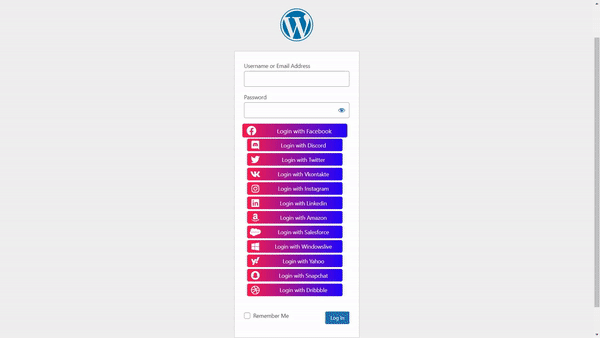 Username or Email Address
Password
Login with Facebook
Login with Discord
Login with Twitter
Login with Vkontakte
Login with Instagram
Login with Linkedin
Login with Amazon
Login with Salesforce
Login with Windowslive
Login with Yahoo
Login with Snapchat
Login with Dribbble
Remember Me
Log In